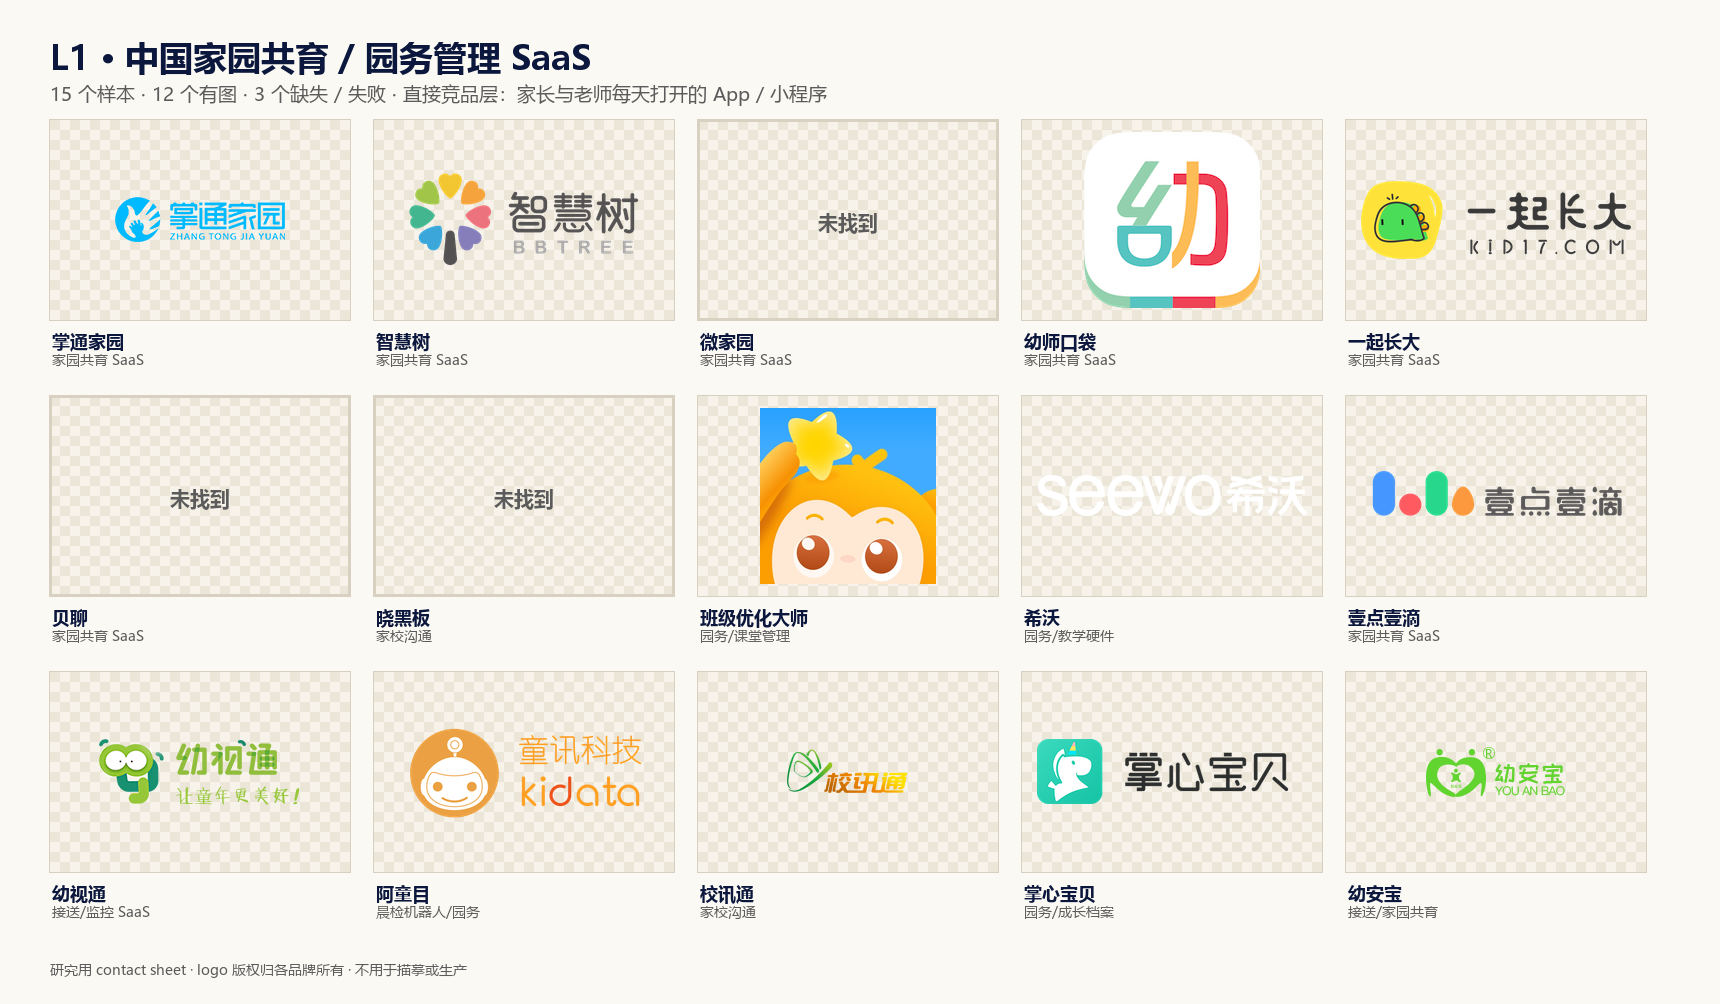 L1 • 中国家园共育 / 园务管理 SaaS
15 个样本 · 12 个有图 · 3 个缺失 / 失败 · 直接竞品层：家长与老师每天打开的 App / 小程序
掌通家园
ZHANG TONG JIA YUAN
智慧树
BBTREE
未找到
幼
一起长大
KiD17.COM
掌通家园
家园共育 SaaS
智慧树
家园共育 SaaS
微家园
家园共育 SaaS
幼师口袋
家园共育 SaaS
一起长大
家园共育 SaaS
未找到
未找到
seewo 希沃
壹点壹滴
贝聊
家园共育 SaaS
晓黑板
家校沟通
班级优化大师
园务/课堂管理
希沃
园务/教学硬件
壹点壹滴
家园共育 SaaS
幼视通
让童年更美好！
童讯科技
kidata
校讯通
掌心宝贝
幼安宝®
YOU AN BAO
幼视通
接送/监控 SaaS
阿童目
晨检机器人/园务
校讯通
家校沟通
掌心宝贝
园务/成长档案
幼安宝
接送/家园共育
研究用 contact sheet · logo 版权归各品牌所有 · 不用于描摹或生产